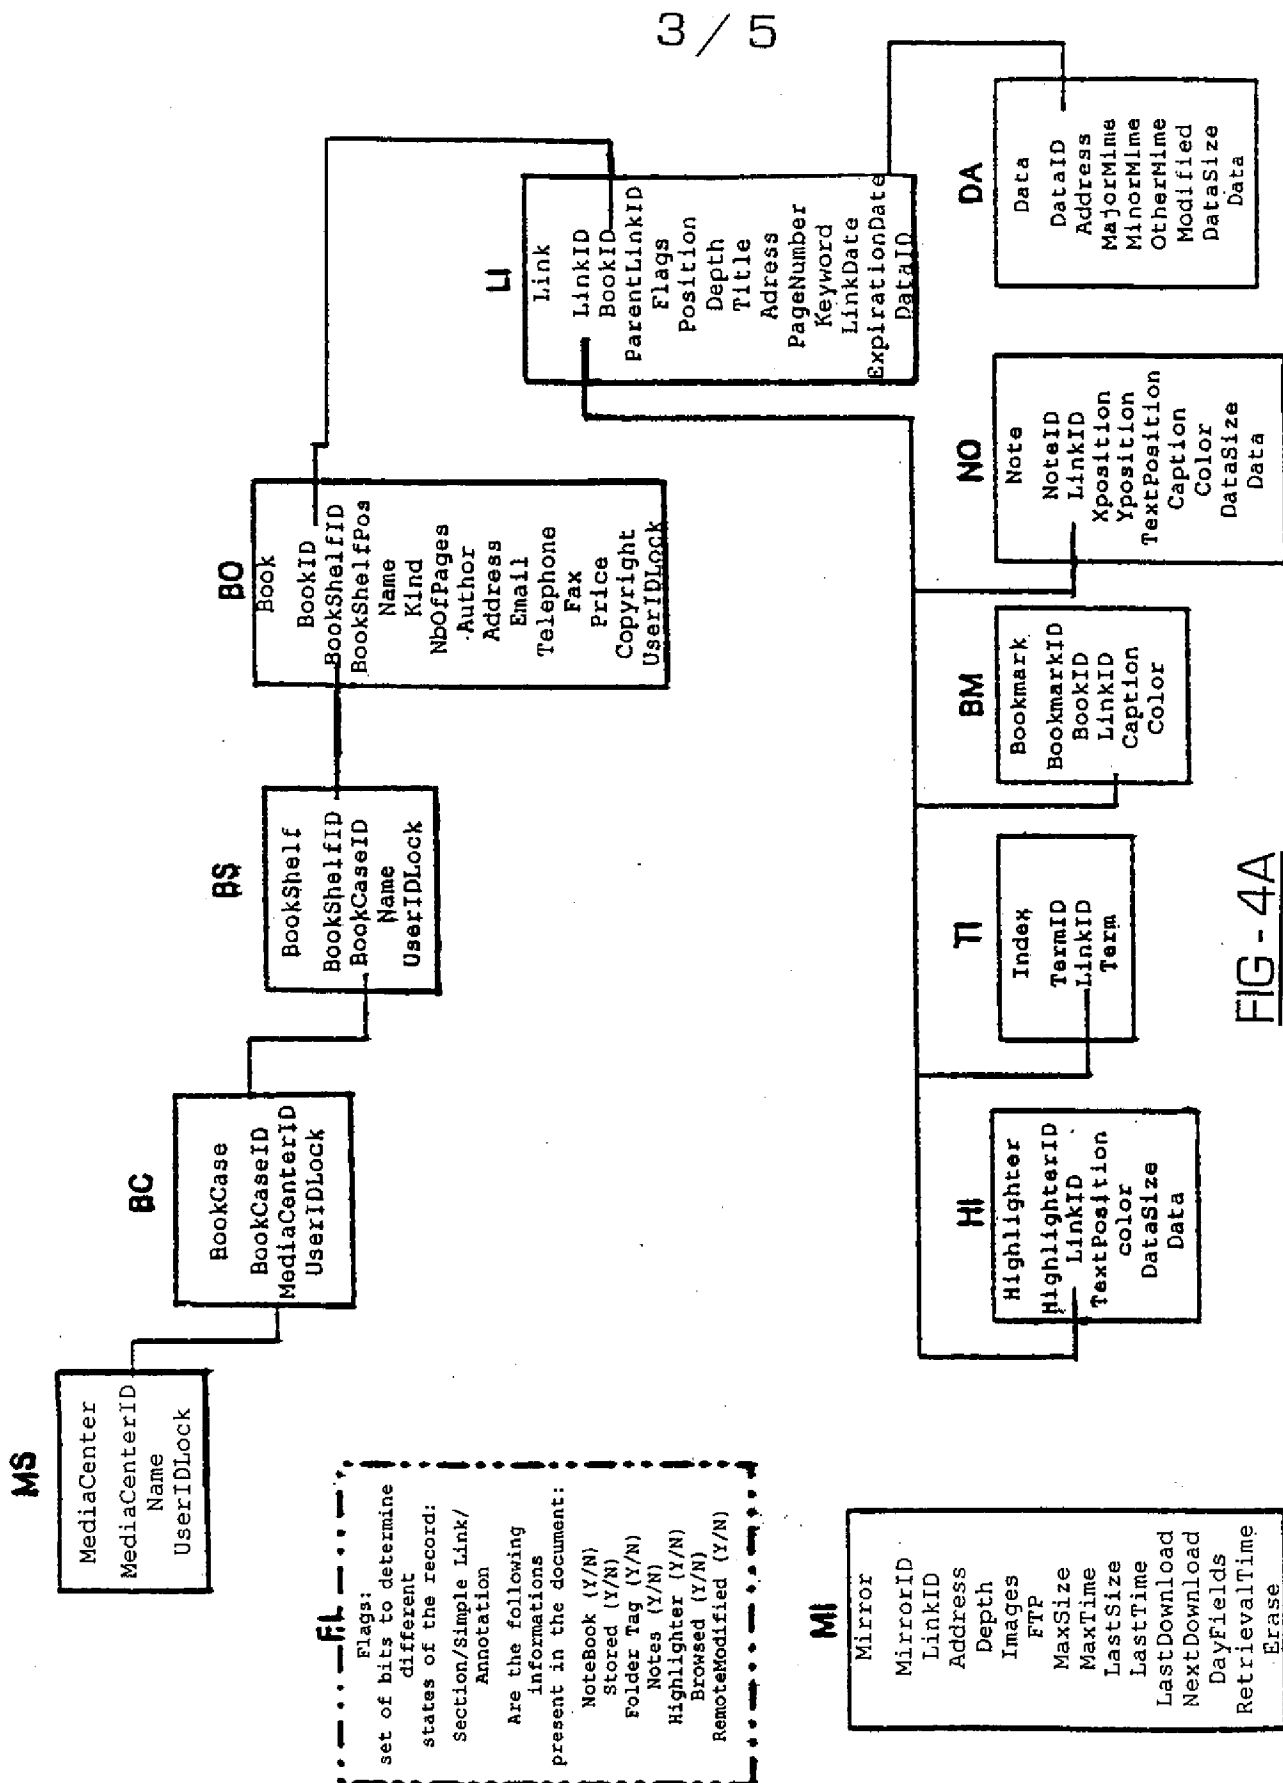 3 / 5
MS
MediaCenter
MediaCenterID
Name
UserIDLock
BC
BookCase
BookCaseID
MediaCenterID
UserIDLock
BS
BookShelf
BookShelfID
BookCaseID
Name
UserIDLock
BO
Book
BookID
BookShelfID
BookShelfPos
Name
Kind
NbOfPages
Author
Address
Email
Telephone
Fax
Price
Copyright
UserIDLock
LI
Link
LinkID
BookID
ParentLinkID
Flags
Position
Depth
Title
Adress
PageNumber
Keyword
LinkDate
ExpirationDate
DataID
FL
Flags:
set of bits to determine
different
states of the record:
Section/Simple Link/
Annotation
Are the following
informations
present in the document:
NoteBook (Y/N)
Stored (Y/N)
Folder Tag (Y/N)
Notes (Y/N)
Highlighter (Y/N)
Browsed (Y/N)
RemoteModified (Y/N)
MI
Mirror
MirrorID
LinkID
Address
Depth
Images
FTP
MaxSize
MaxTime
LastSize
LastTime
LastDownload
NextDownload
DayFields
RetrievalTime
Erase
HI
Highlighter
HighlighterID
LinkID
TextPosition
color
DataSize
Data
TI
Index
TermID
LinkID
Term
BM
Bookmark
BookmarkID
BookID
LinkID
Caption
Color
NO
Note
NoteID
LinkID
Xposition
Yposition
TextPosition
Caption
Color
DataSize
Data
DA
Data
DataID
Address
MajorMime
MinorMime
OtherMime
Modified
DataSize
Data
FIG-4A